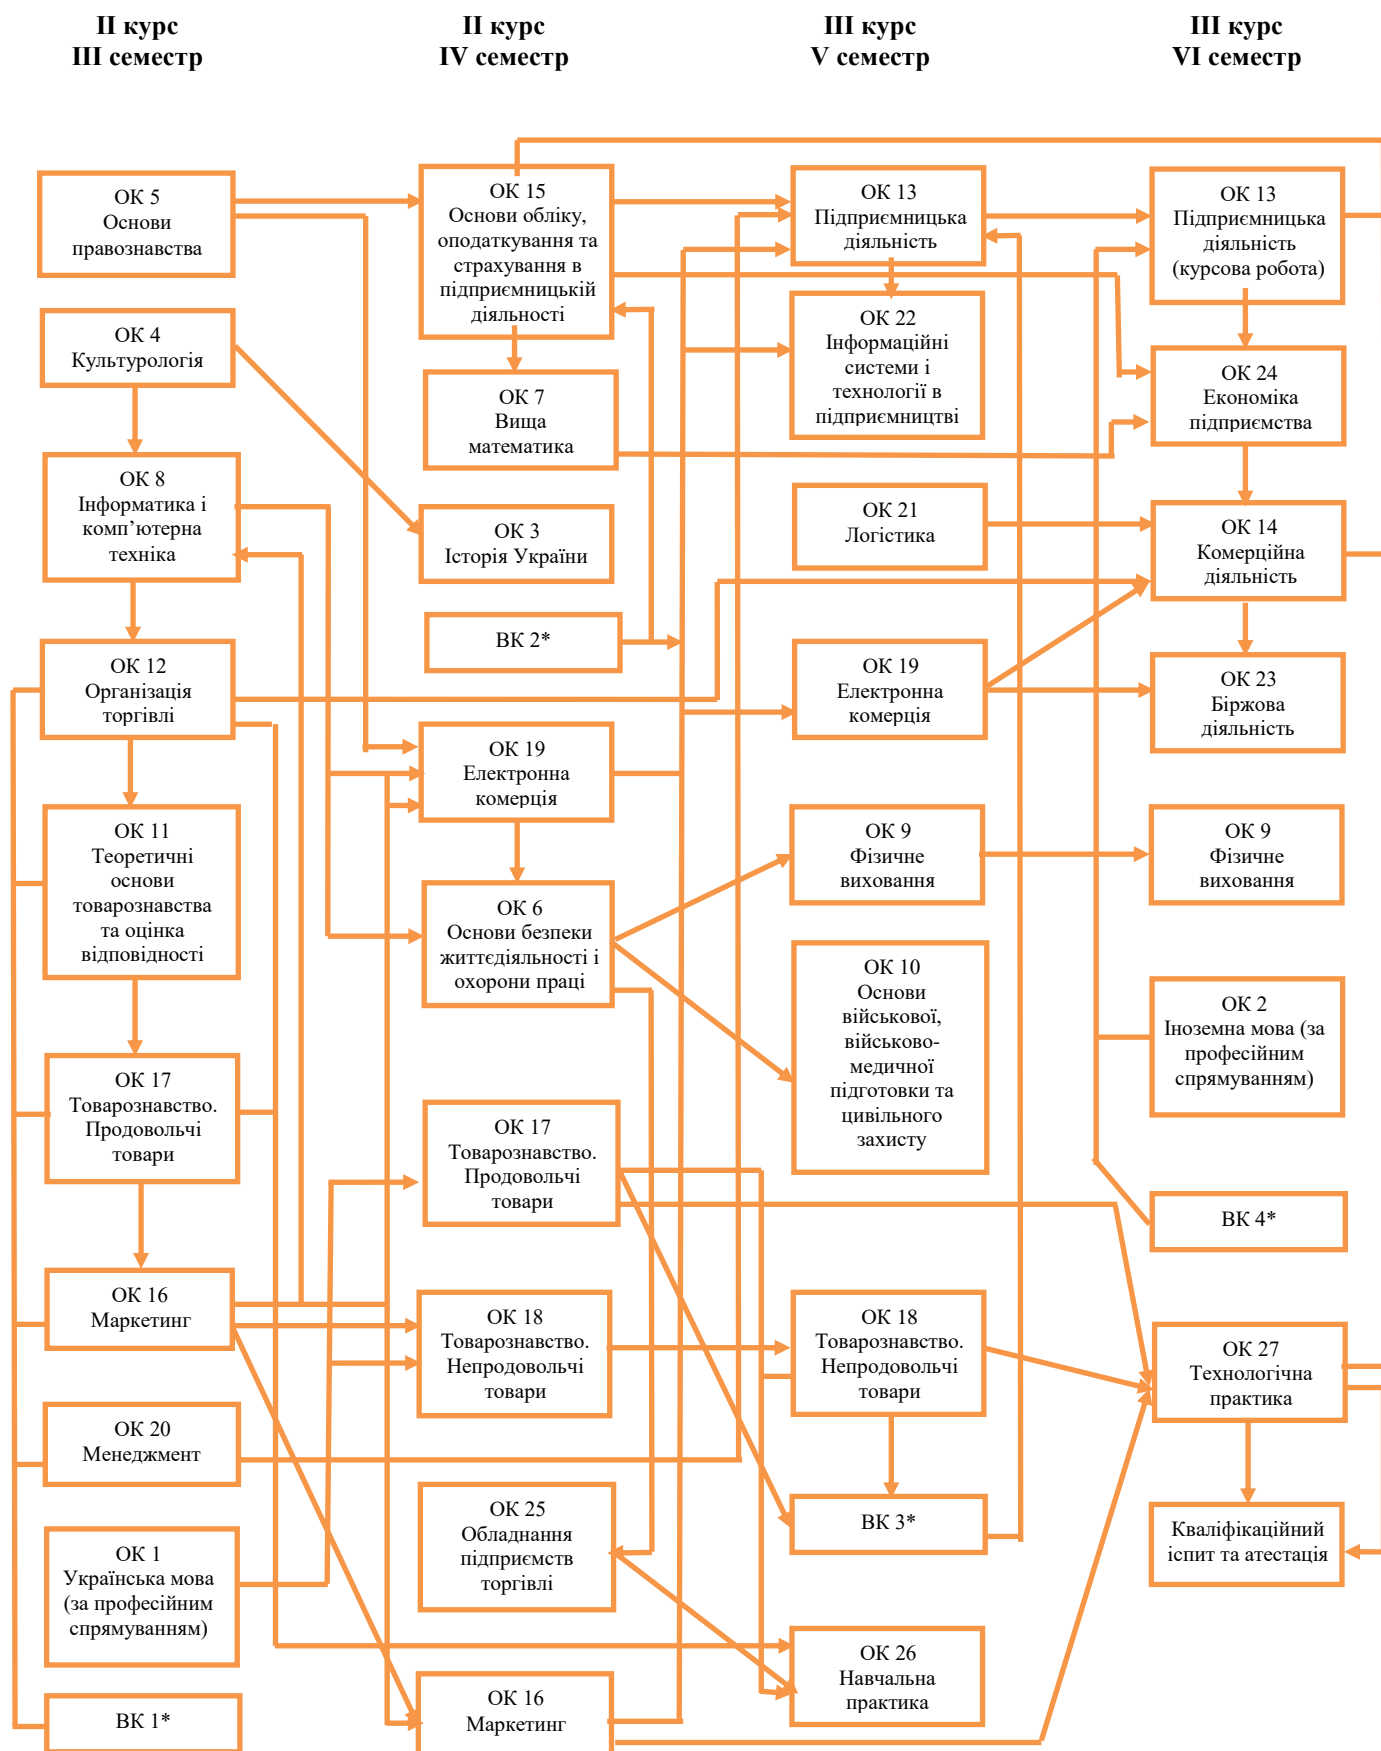 ІІ курс
ІІІ семестр
ІІ курс
IV семестр
ІІІ курс
V семестр
ІІІ курс
VI семестр
ОК 5
Основи
правознавства
ОК 4
Культурологія
ОК 8
Інформатика і
комп’ютерна
техніка
ОК 12
Організація
торгівлі
ОК 11
Теоретичні
основи
товарознавства
та оцінка
відповідності
ОК 17
Товарознавство.
Продовольчі
товари
ОК 16
Маркетинг
ОК 20
Менеджмент
ОК 1
Українська мова
(за професійним
спрямуванням)
ВК 1*
ОК 15
Основи обліку,
оподаткування та
страхування в
підприємницькій
діяльності
ОК 7
Вища
математика
ОК 3
Історія України
ВК 2*
ОК 19
Електронна
комерція
ОК 6
Основи безпеки
життєдіяльності і
охорони праці
ОК 17
Товарознавство.
Продовольчі
товари
ОК 18
Товарознавство.
Непродовольчі
товари
ОК 25
Обладнання
підприємств
торгівлі
ОК 16
Маркетинг
ОК 13
Підприємницька
діяльність
ОК 22
Інформаційні
системи і
технології в
підприємництві
ОК 21
Логістика
ОК 19
Електронна
комерція
ОК 9
Фізичне
виховання
ОК 10
Основи
військової,
військово-
медичної
підготовки та
цивільного
захисту
ОК 18
Товарознавство.
Непродовольчі
товари
ВК 3*
ОК 26
Навчальна
практика
ОК 13
Підприємницька
діяльність
(курсова робота)
ОК 24
Економіка
підприємства
ОК 14
Комерційна
діяльність
ОК 23
Біржова
діяльність
ОК 9
Фізичне
виховання
ОК 2
Іноземна мова (за
професійним
спрямуванням)
ВК 4*
ОК 27
Технологічна
практика
Кваліфікаційний
іспит та атестація